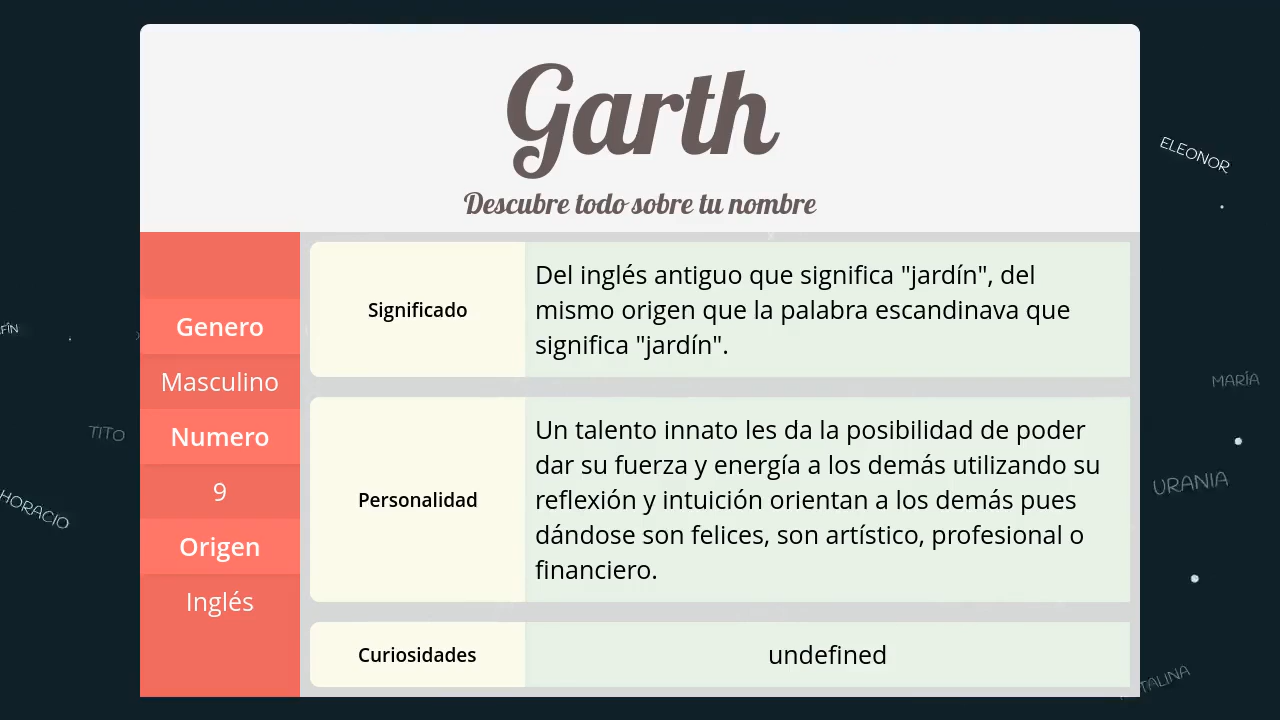 Garth
Descubre todo sobre tu nombre
Genero
Masculino
Numero
9
Origen
Inglés
Significado
Del inglés antiguo que significa "jardín", del
mismo origen que la palabra escandinava que
significa "jardín".
Personalidad
Un talento innato les da la posibilidad de poder
dar su fuerza y energía a los demás utilizando su
reflexión y intuición orientan a los demás pues
dándose son felices, son artístico, profesional o
financiero.
Curiosidades
undefined
ELEONOR
MARÍA
URANIA
TITO
HORACIO